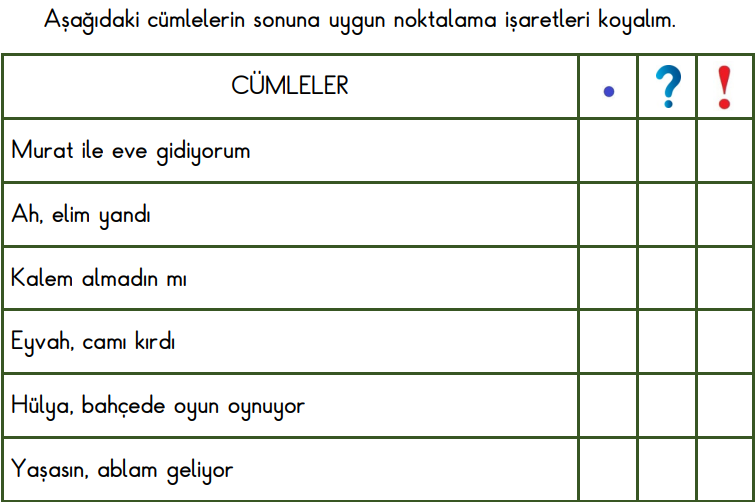 Aşağıdaki cümlelerin sonuna uygun noktalama işaretleri koyalım.
CÜMLELER . ? !
Murat ile eve gidiyorum
Ah, elim yandı
Kalem almadın mı
Eyvah, camı kırdı
Hülya, bahçede oyun oynuyor
Yaşasın, ablam geliyor